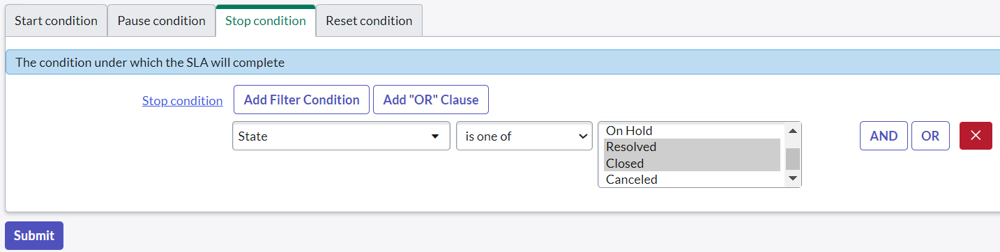 Start condition Pause condition Stop condition Reset condition
The condition under which the SLA will complete
Stop condition Add Filter Condition Add "OR" Clause
State is one of On Hold AND OR
Resolved
Closed
Canceled
Submit